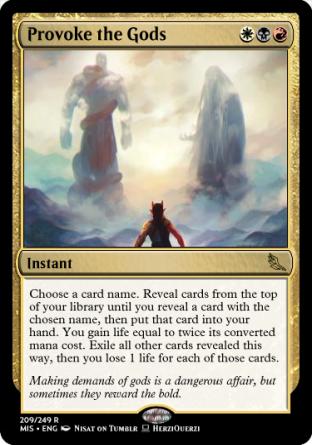 Provoke the Gods
Instant
Choose a card name. Reveal cards from the top
of your library until you reveal a card with the
chosen name, then put that card into your
hand. You gain life equal to twice its converted
mana cost. Exile all other cards revealed this
way, then you lose 1 life for each of those cards.
Making demands of gods is a dangerous affair, but
sometimes they reward the bold.
209/249 R
MIS • ENG Nisat on Tumblr HerziQuerzi